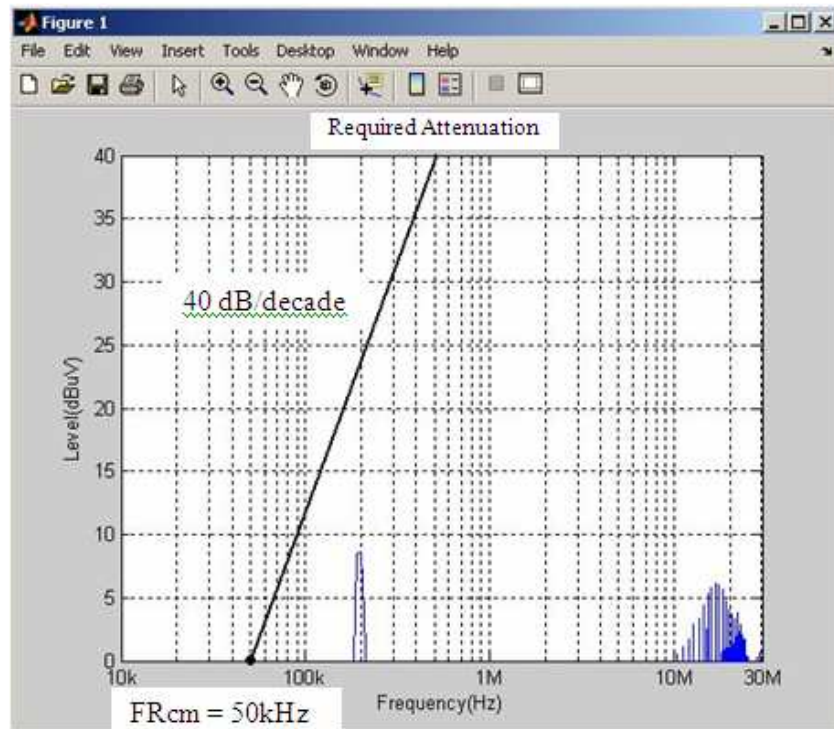 Figure 1
File Edit View Insert Tools Desktop Window Help
Required Attenuation
40
35
30
25
20
15
10
5
0
Level(dBuV)
40 dB/decade
10k 100k 1M 10M 30M
Frequency(Hz)
FRcm = 50kHz